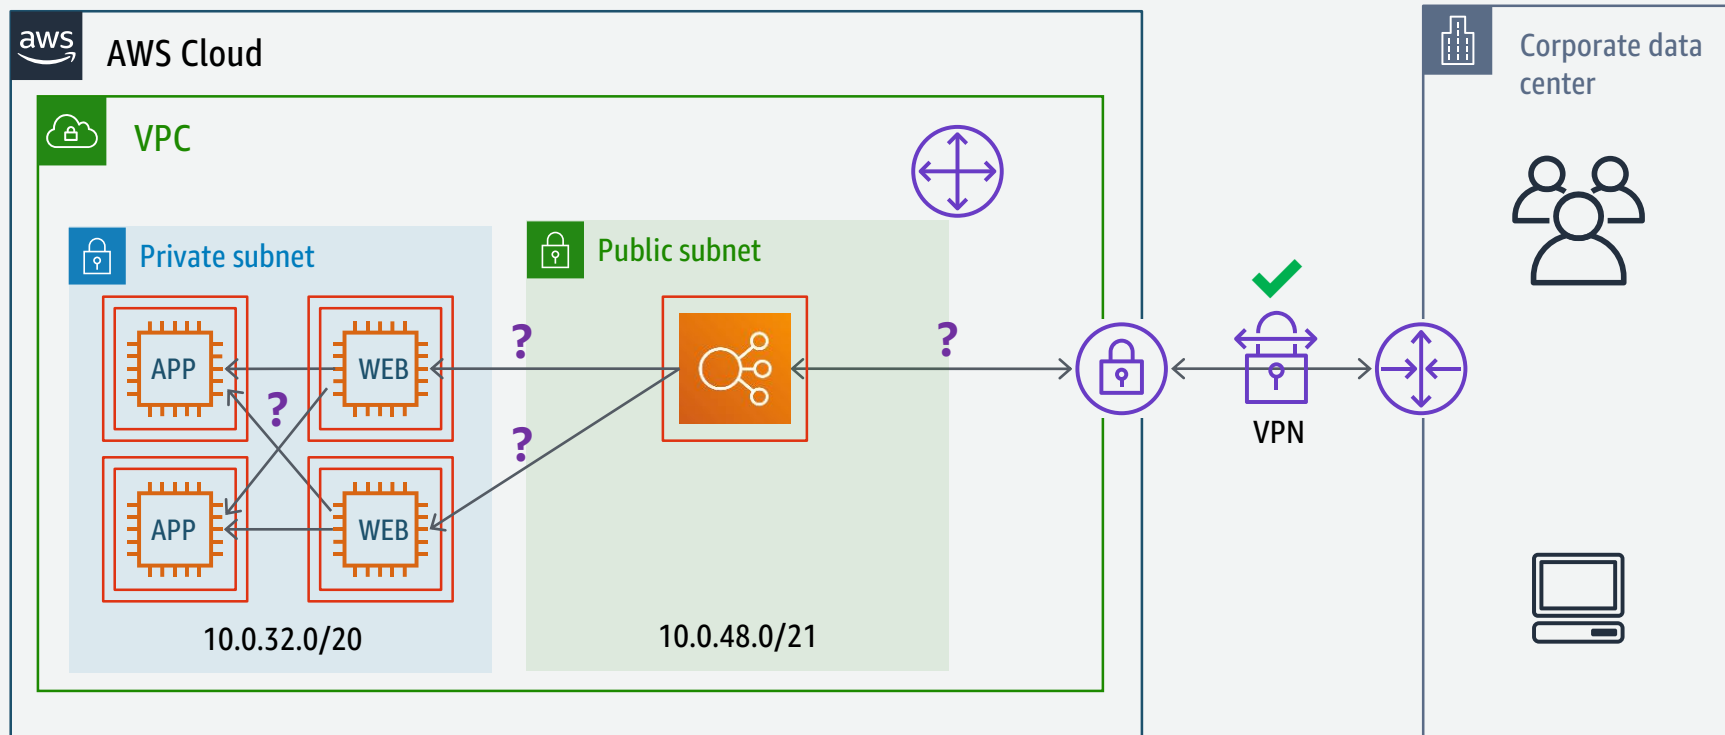 aws
AWS Cloud
Corporate data
center
VPC
Private subnet
Public subnet
?
?
APP
WEB
?
?
VPN
APP
WEB
10.0.32.0/20
10.0.48.0/21